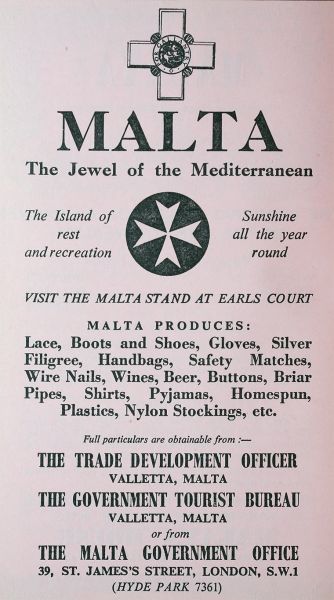 FOR GALLANTRY
MALTA
The Jewel of the Mediterranean
The Island of
rest
and recreation
Sunshine
all the year
round
VISIT THE MALTA STAND AT EARLS COURT
MALTA PRODUCES:
Lace, Boots and Shoes, Gloves, Silver
Filigree, Handbags, Safety Matches,
Wire Nails, Wines, Beer, Buttons, Briar
Pipes, Shirts, Pyjamas, Homespun,
Plastics, Nylon Stockings, etc.
Full particulars are obtainable from :—
THE TRADE DEVELOPMENT OFFICER
VALLETTA, MALTA
THE GOVERNMENT TOURIST BUREAU
VALLETTA, MALTA
or from
THE MALTA GOVERNMENT OFFICE
39, ST. JAMES'S STREET, LONDON, S.W.1
(HYDE PARK 7361)